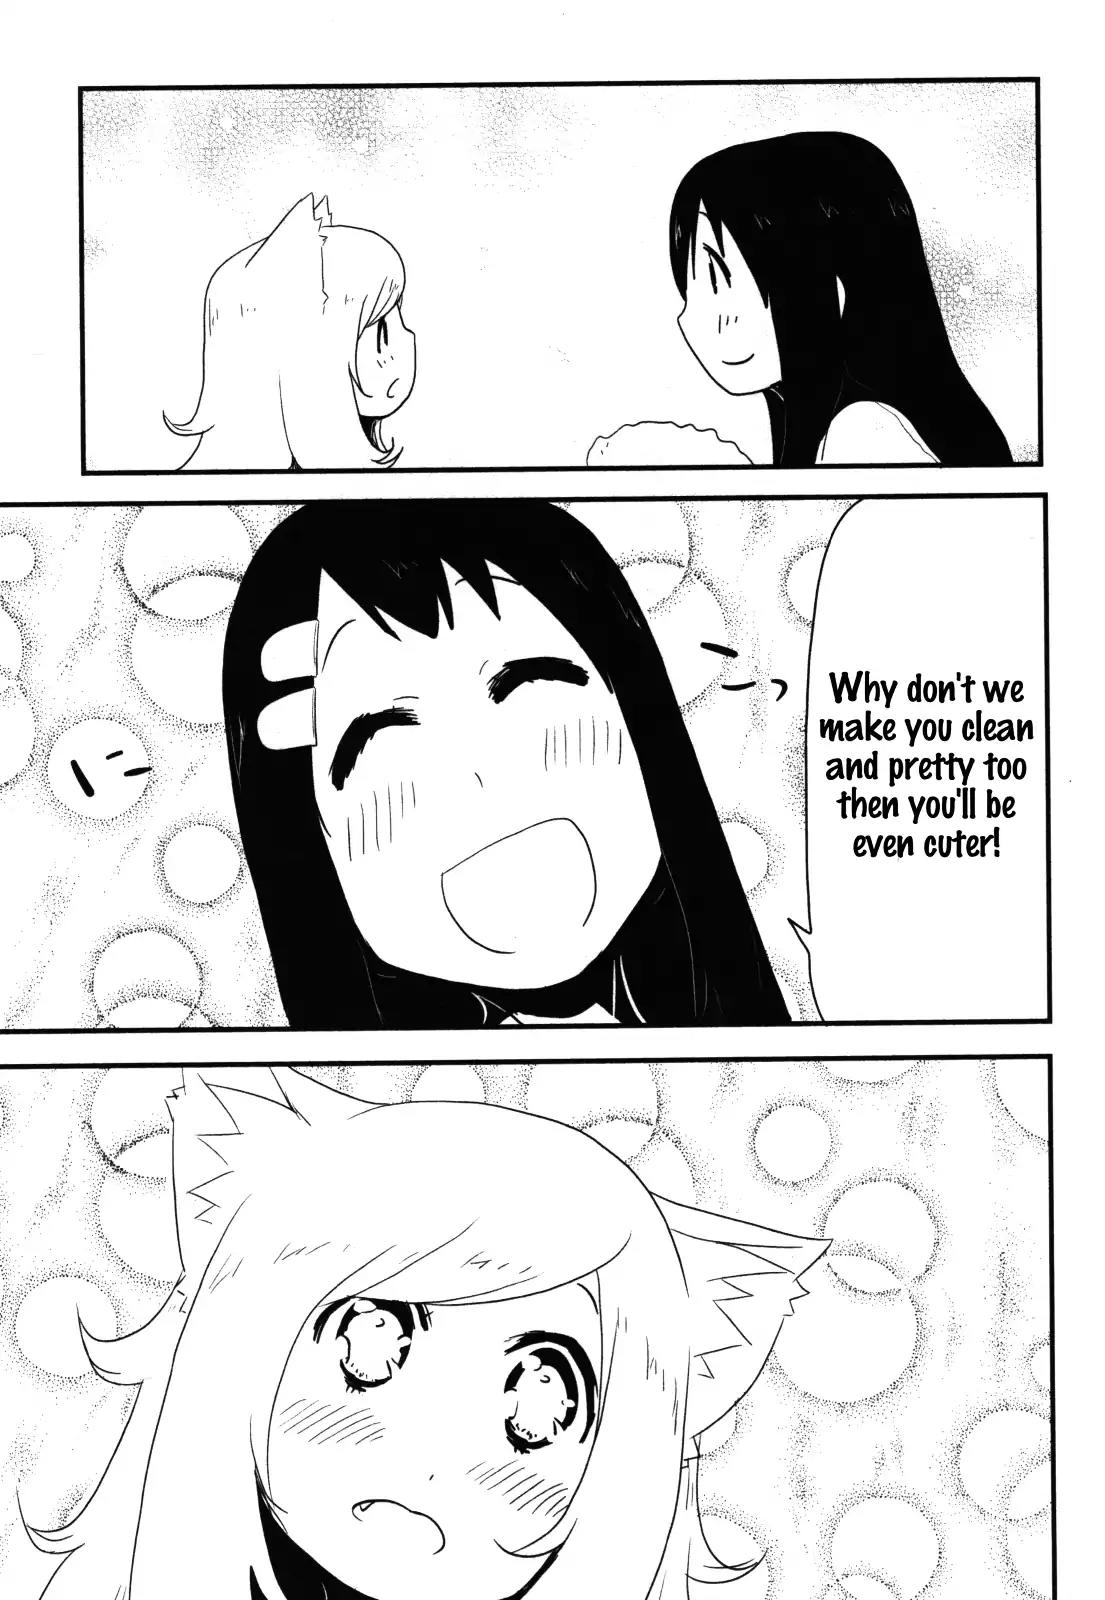 Why don't we
make you clean
and pretty too
then you'll be
even cuter!